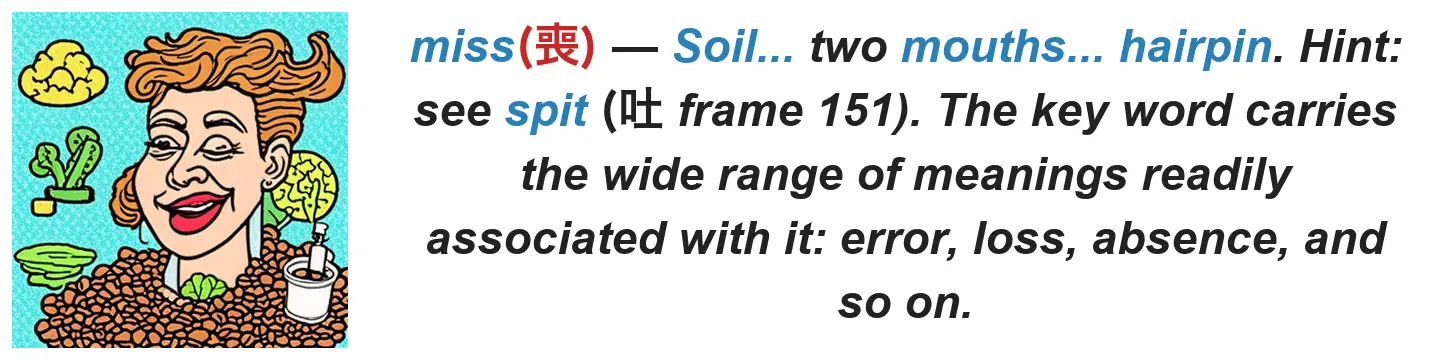 miss(喪) — Soil... two mouths... hairpin. Hint:
see spit (吐 frame 151). The key word carries
the wide range of meanings readily
associated with it: error, loss, absence, and
so on.